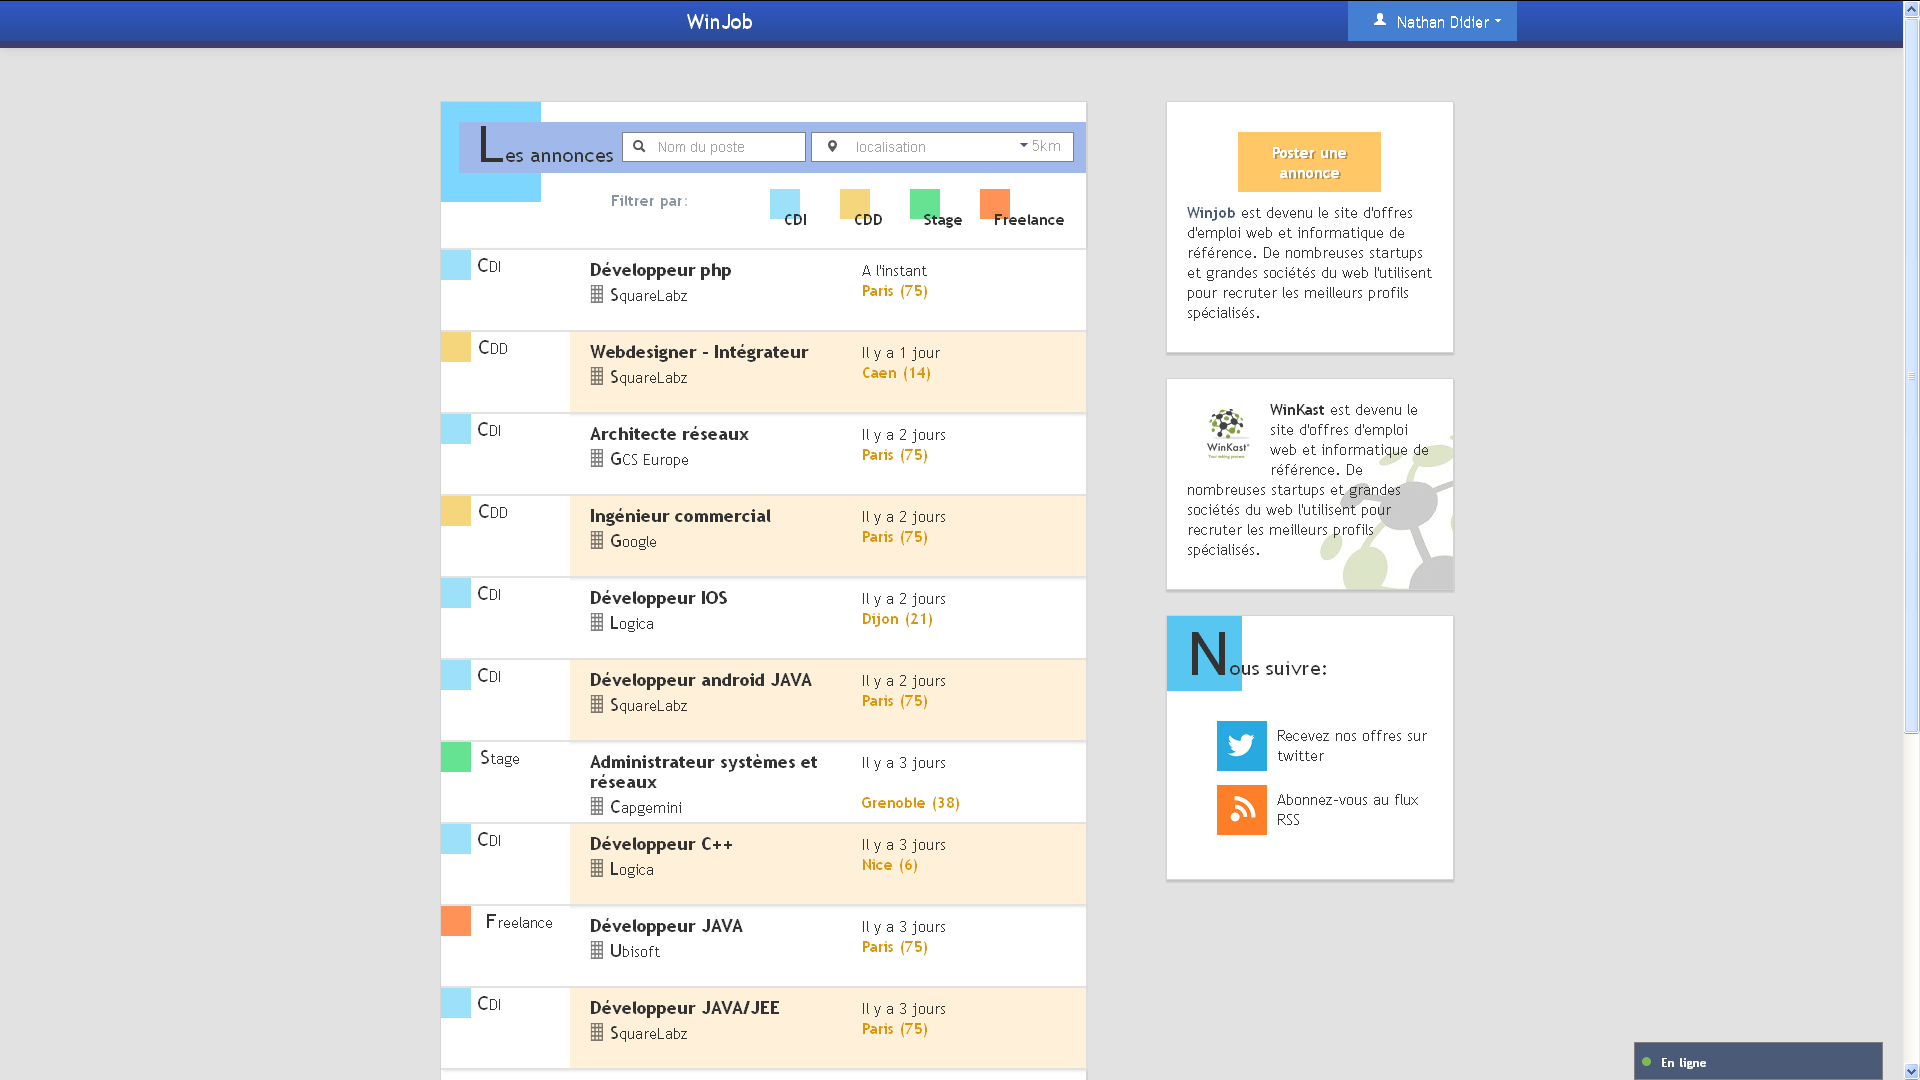 WinJob
Nathan Didier
Les annonces
Nom du poste
localisation
5km
Filtrer par:
CDI
CDD
Stage
Freelance
CDI
Développeur php
SquareLabz
A l'instant
Paris (75)
CDD
Webdesigner - Intégrateur
SquareLabz
Il y a 1 jour
Caen (14)
CDI
Architecte réseaux
GCS Europe
Il y a 2 jours
Paris (75)
CDD
Ingénieur commercial
Google
Il y a 2 jours
Paris (75)
CDI
Développeur IOS
Logica
Il y a 2 jours
Dijon (21)
CDI
Développeur android JAVA
SquareLabz
Il y a 2 jours
Paris (75)
Stage
Administrateur systèmes et
réseaux
Capgemini
Il y a 3 jours
Grenoble (38)
CDI
Développeur C++
Logica
Il y a 3 jours
Nice (6)
Freelance
Développeur JAVA
Ubisoft
Il y a 3 jours
Paris (75)
CDI
Développeur JAVA/JEE
SquareLabz
Il y a 3 jours
Paris (75)
Poster une
annonce
Winjob est devenu le site d'offres
d'emploi web et informatique de
référence. De nombreuses startups
et grandes sociétés du web l'utilisent
pour recruter les meilleurs profils
spécialisés.
WinKast
WinKast est devenu le
site d'offres d'emploi
web et informatique de
référence. De
nombreuses startups et grandes
sociétés du web l'utilisent pour
recruter les meilleurs profils
spécialisés.
Nous suivre:
Recevez nos offres sur
twitter
Abonnez-vous au flux
RSS
En ligne